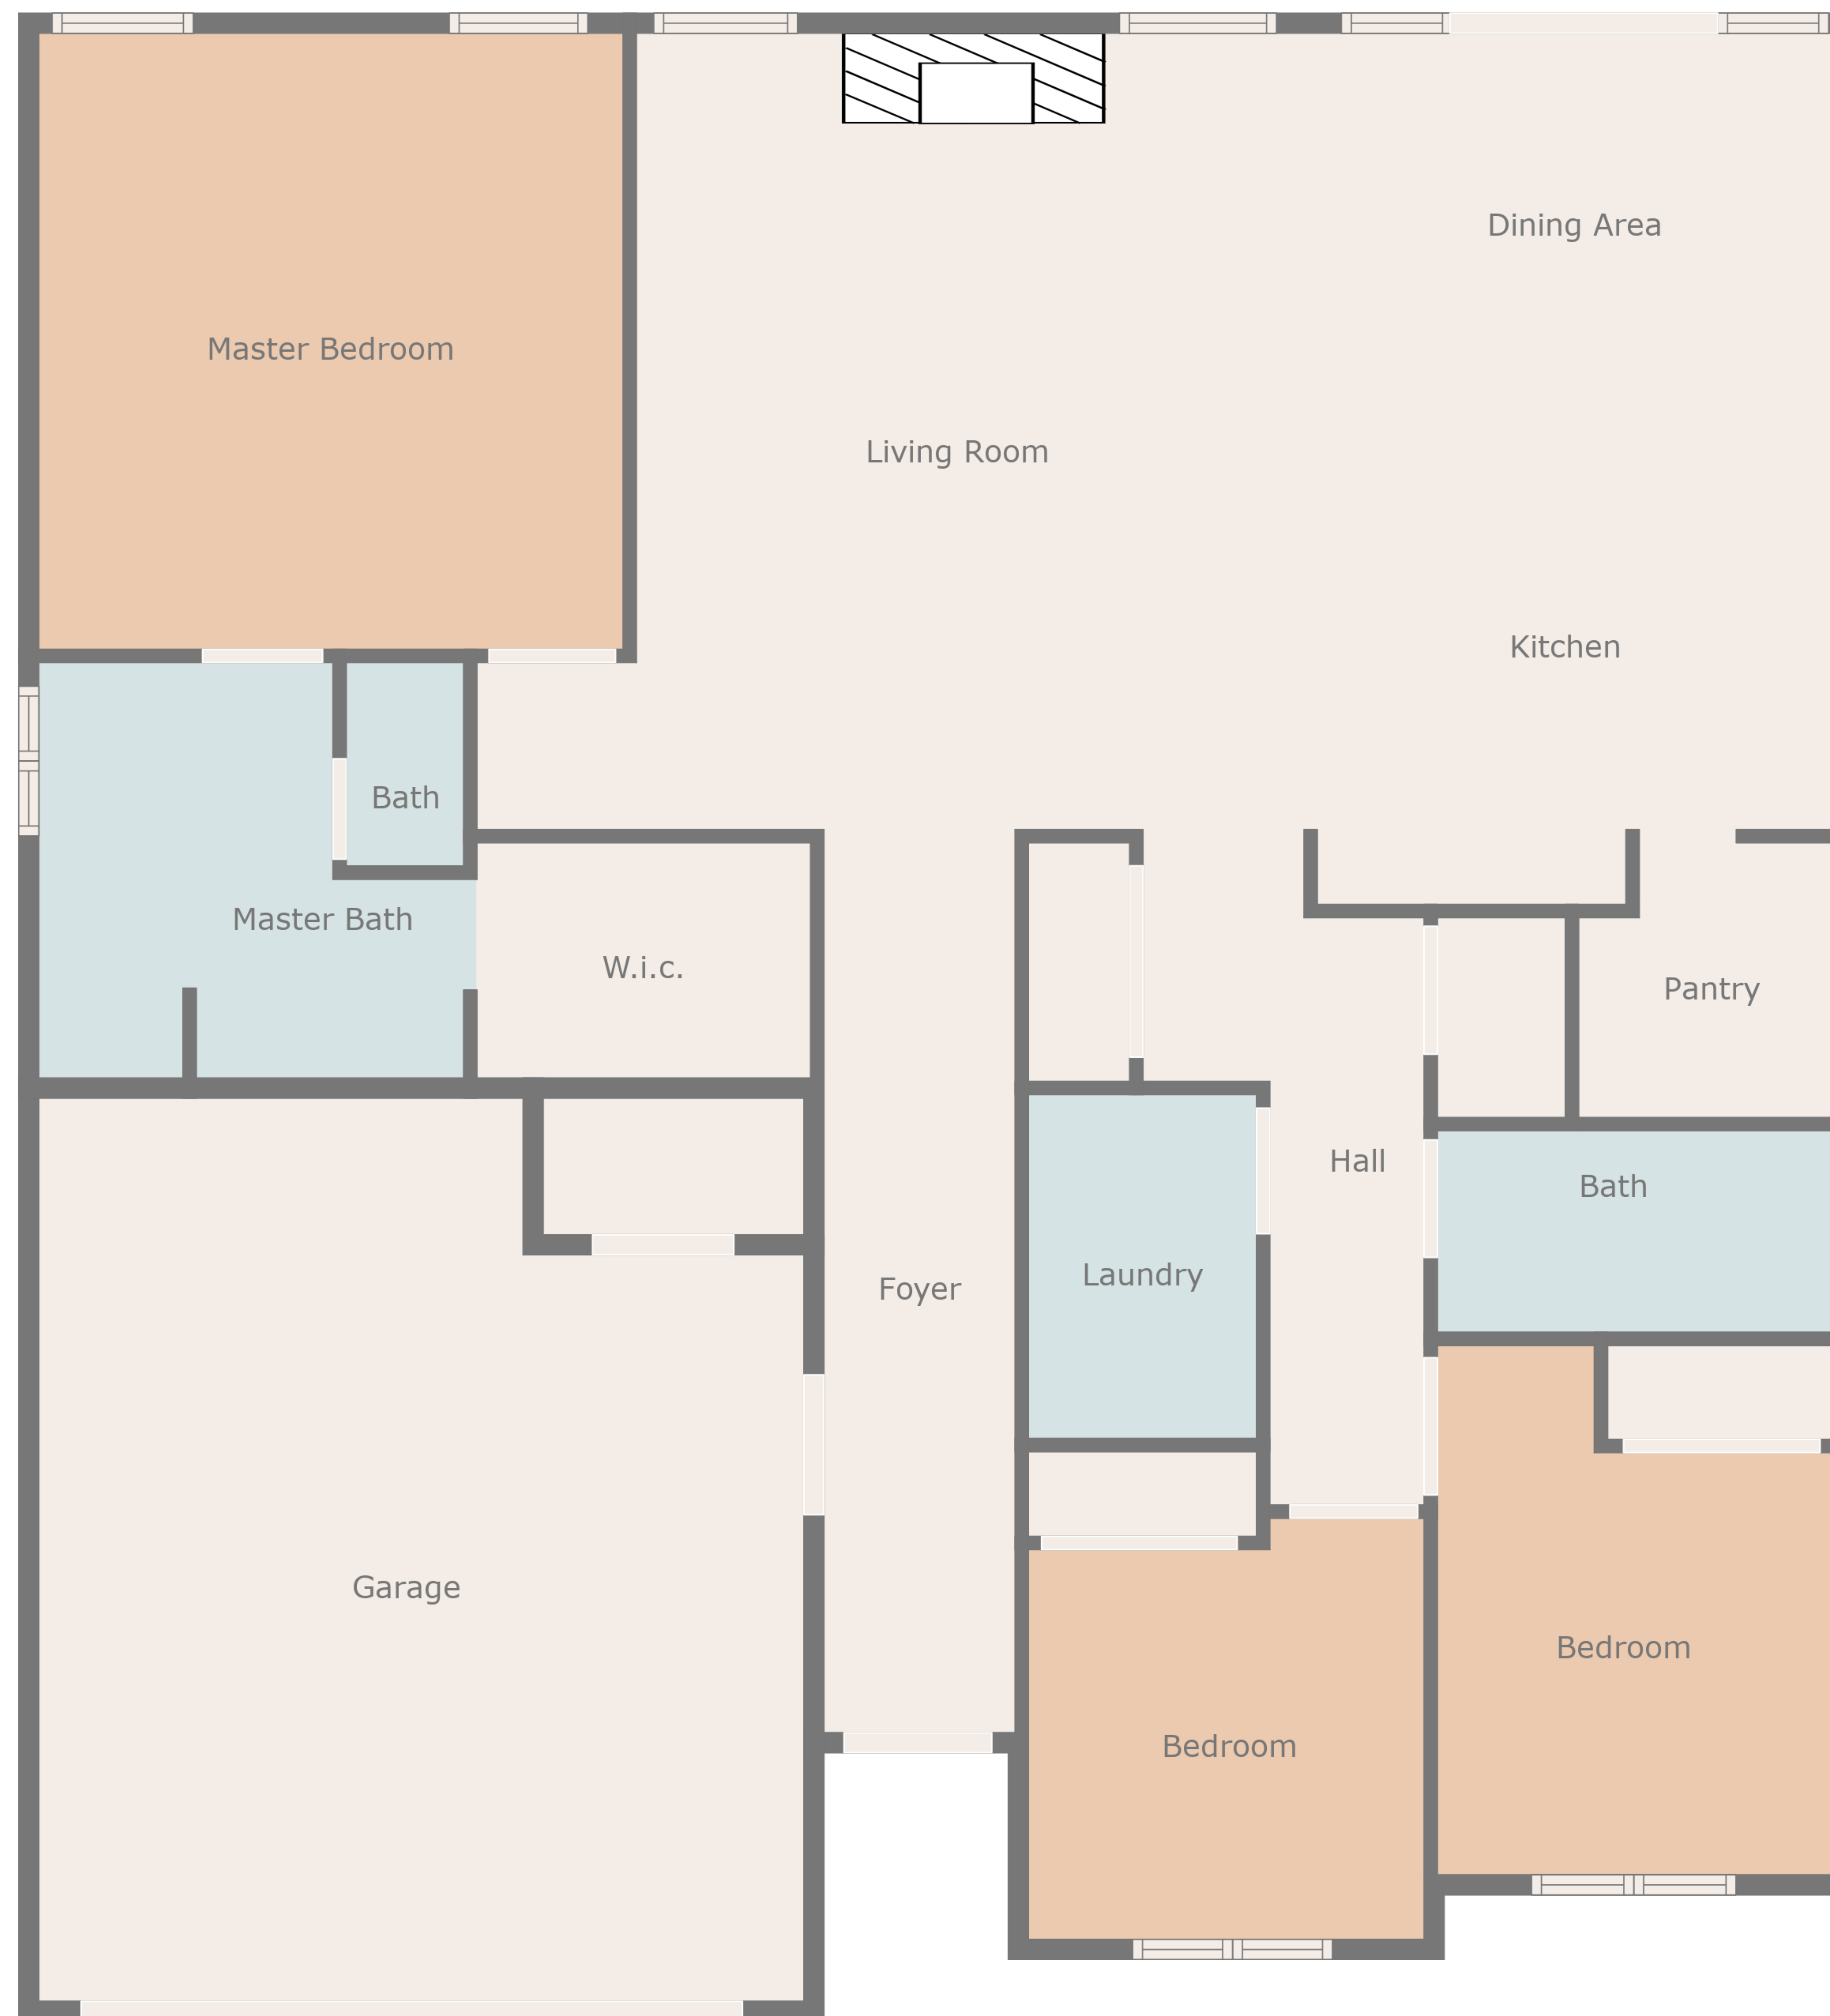 Dining Area
Master Bedroom
Living Room
Kitchen
Bath
Master Bath
W.i.c.
Pantry
Hall
Bath
Laundry
Foyer
Garage
Bedroom
Bedroom